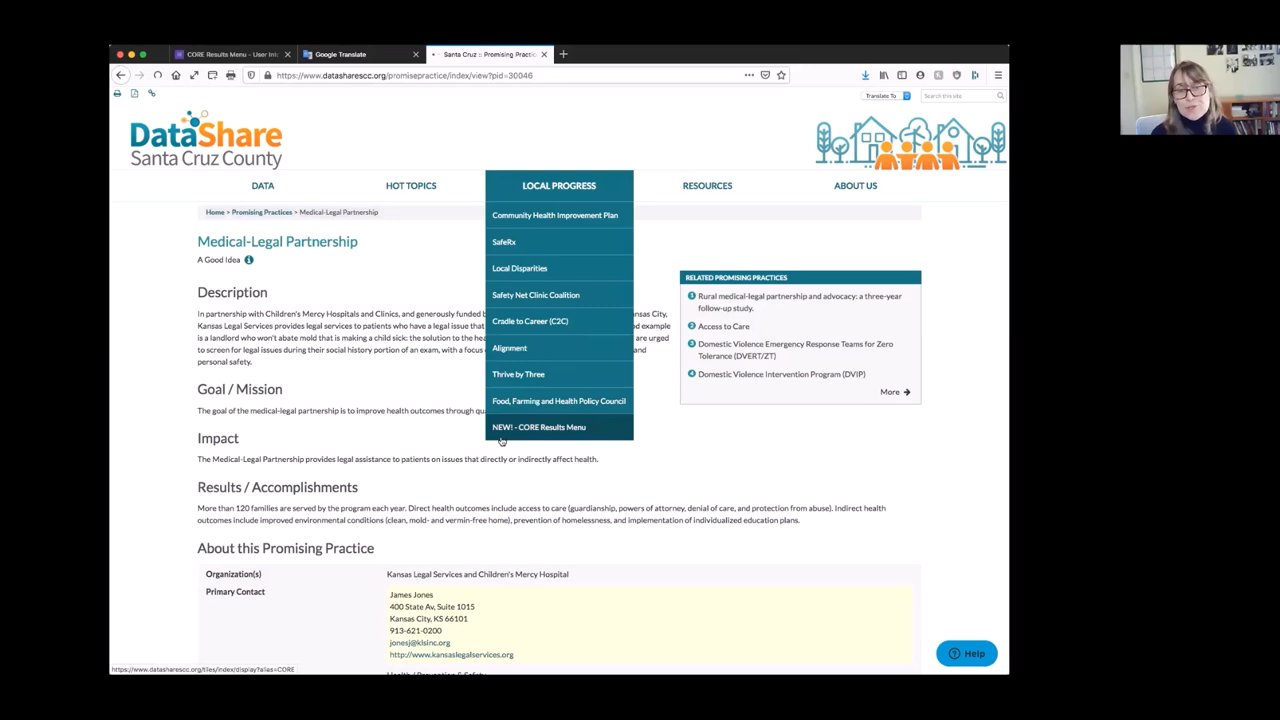 CORE Results Menu - User Int
Google Translate
Santa Cruz :: Promising Practi
https://www.datasharescc.org/promisepractice/index/view?pid=30046
Translate To
Search this site
DataShare
Santa Cruz County
DATA
HOT TOPICS
LOCAL PROGRESS
RESOURCES
ABOUT US
Community Health Improvement Plan
SafeRx
Local Disparities
Safety Net Clinic Coalition
Cradle to Career (C2C)
Alignment
Thrive by Three
Food, Farming and Health Policy Council
NEW! - CORE Results Menu
Home > Promising Practices > Medical-Legal Partnership
Medical-Legal Partnership
A Good Idea
Description
In partnership with Children's Mercy Hospitals and Clinics, and generously funded b nsas City,
Kansas Legal Services provides legal services to patients who have a legal issue that d example
is a landlord who won't abate mold that is making a child sick: the solution to the hea are urged
to screen for legal issues during their social history portion of an exam, with a focus and
personal safety.
Goal / Mission
The goal of the medical-legal partnership is to improve health outcomes through qu
Impact
The Medical-Legal Partnership provides legal assistance to patients on issues that directly or indirectly affect health.
Results / Accomplishments
More than 120 families are served by the program each year. Direct health outcomes include access to care (guardianship, powers of attorney, denial of care, and protection from abuse). Indirect health
outcomes include improved environmental conditions (clean, mold- and vermin-free home), prevention of homelessness, and implementation of individualized education plans.
About this Promising Practice
Organization(s) Kansas Legal Services and Children's Mercy Hospital
Primary Contact
James Jones
400 State Av, Suite 1015
Kansas City, KS 66101
913-621-0200
jonesj@klsinc.org
http://www.kansaslegalservices.org
RELATED PROMISING PRACTICES
1 Rural medical-legal partnership and advocacy: a three-year
follow-up study.
2 Access to Care
3 Domestic Violence Emergency Response Teams for Zero
Tolerance (DVERT/ZT)
4 Domestic Violence Intervention Program (DVIP)
More
Help
https://www.datasharescc.org/tiles/index/display?alias=CORE